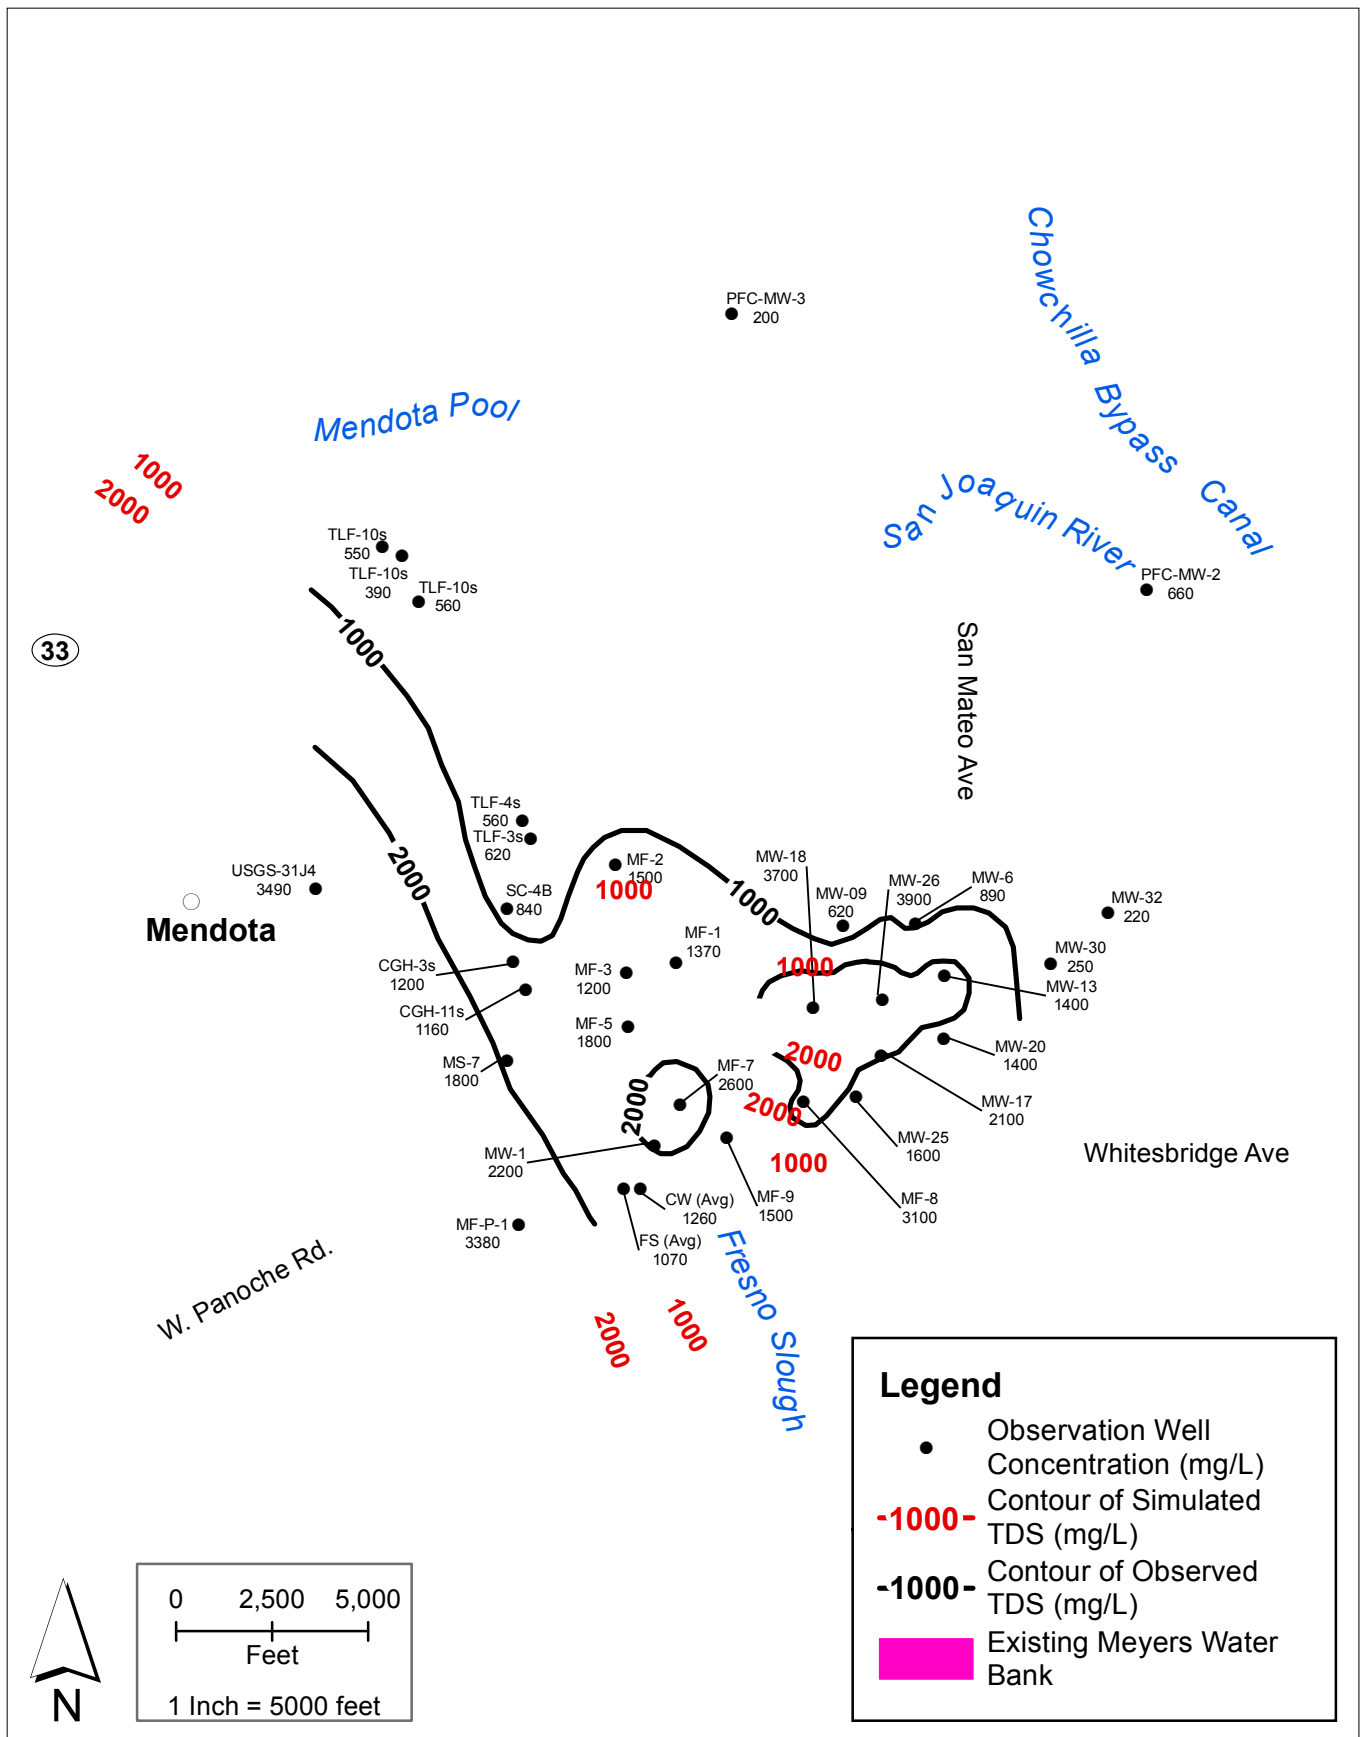 Chowchilla Bypass Canal
PFC-MW-3
200
Mendota Pool
1000
2000
San Joaquin River
TLF-10s
550
TLF-10s
390
TLF-10s
560
PFC-MW-2
660
33
1000
San Mateo Ave
2000
TLF-4s
560
TLF-3s
620
USGS-31J4
3490
Mendota
SC-4B
840
MF-2
1500
1000
1000
MW-18
3700
MW-09
620
MW-26
3900
MW-6
890
MW-32
220
MW-30
250
CGH-3s
1200
MF-3
1200
MF-1
1370
1000
MW-13
1400
CGH-11s
1160
MF-5
1800
MS-7
1800
2000
MF-7
2600
2000
2000
MW-20
1400
MW-17
2100
MW-25
1600
MW-1
2200
1000
Whitesbridge Ave
MF-P-1
3380
CW (Avg)
1260
FS (Avg)
1070
MF-9
1500
MF-8
3100
W. Panoche Rd.
Fresno Slough
2000
1000
Legend
Observation Well
Concentration (mg/L)
-1000- Contour of Simulated
TDS (mg/L)
-1000- Contour of Observed
TDS (mg/L)
Existing Meyers Water
Bank
0 2,500 5,000
Feet
1 Inch = 5000 feet
N